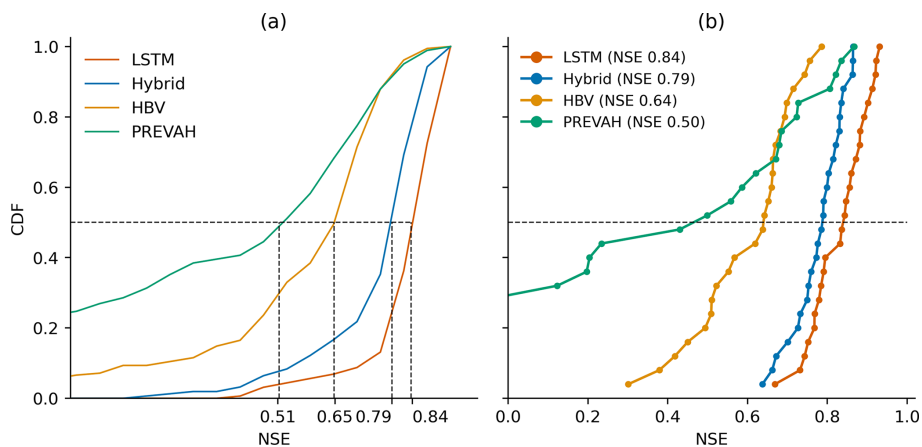 (a)
CDF
1.0
0.8
0.6
0.4
0.2
0.0
LSTM
Hybrid
HBV
PREVAH
0.51
0.65
0.79
0.84
NSE
(b)
LSTM (NSE 0.84)
Hybrid (NSE 0.79)
HBV (NSE 0.64)
PREVAH (NSE 0.50)
0.0
0.2
0.4
0.6
0.8
1.0
NSE